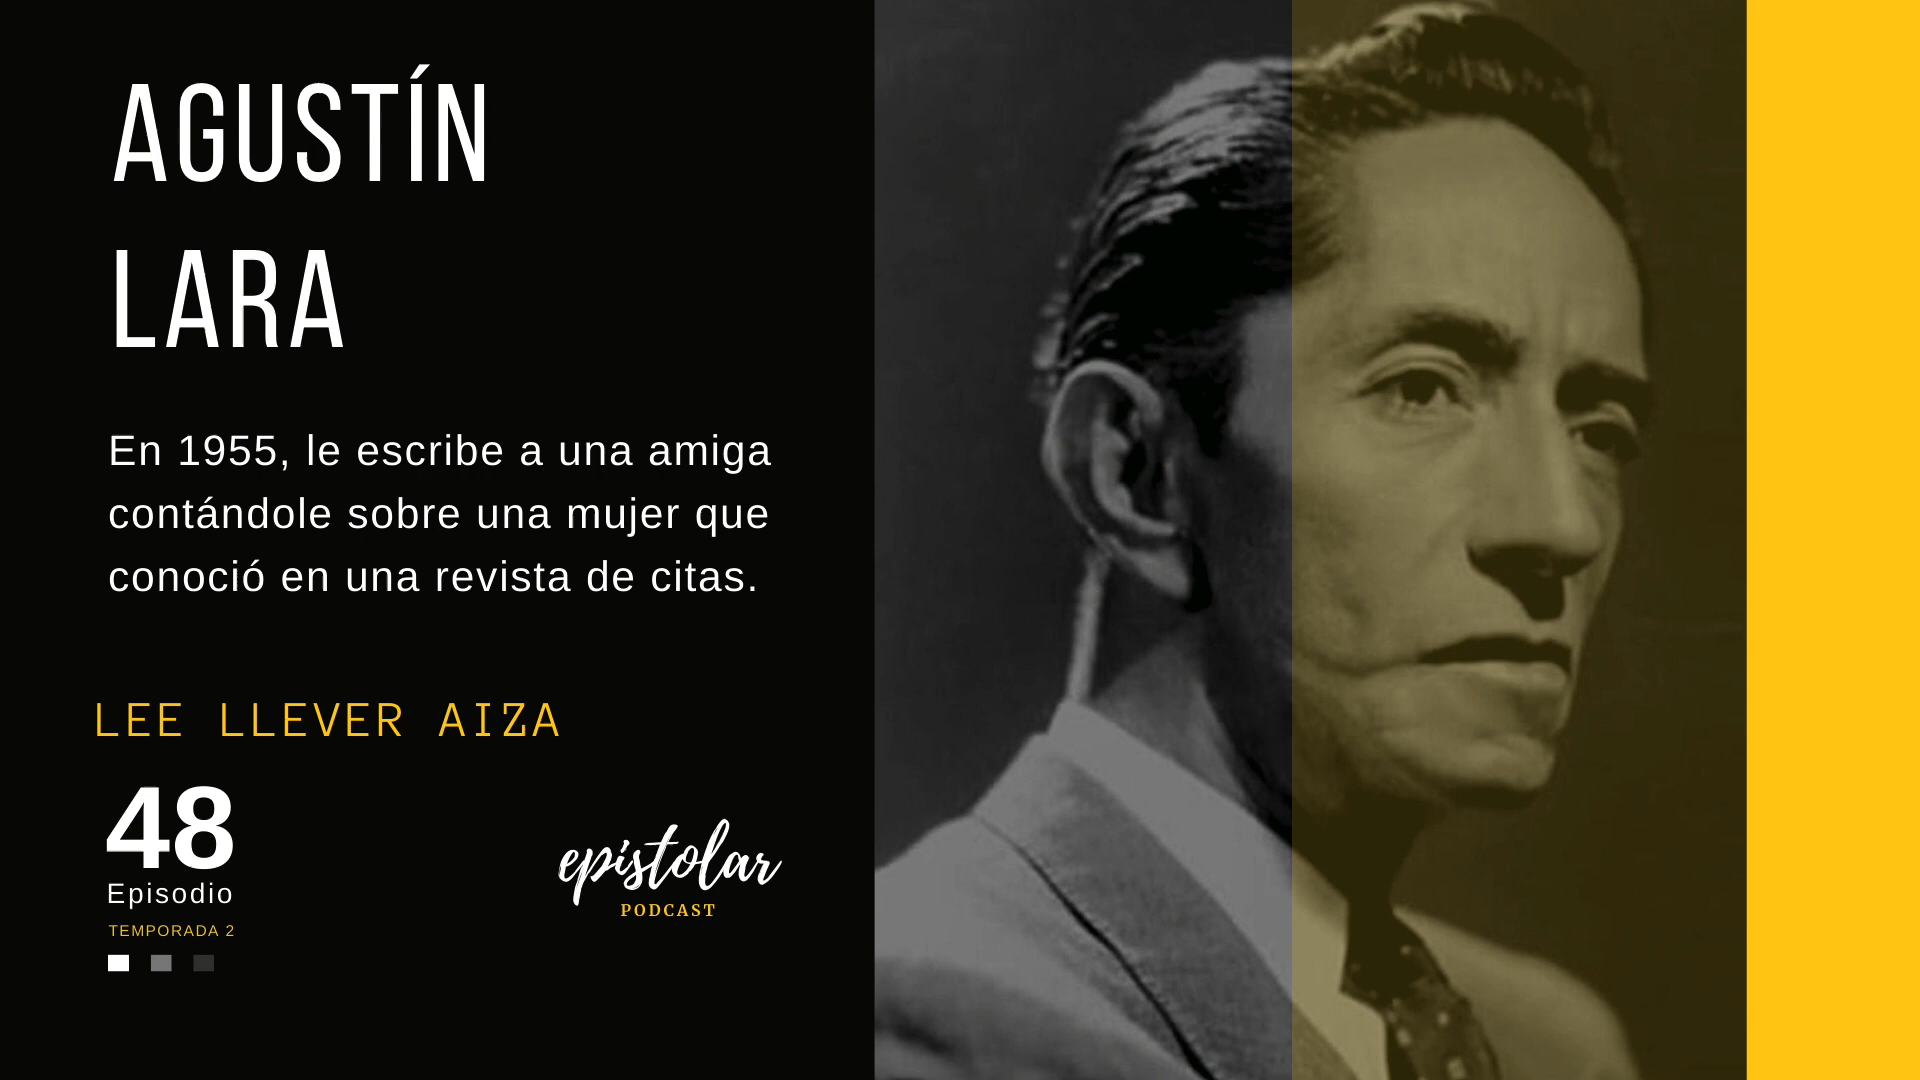 AGUSTÍN
LARA
En 1955, le escribe a una amiga
contándole sobre una mujer que
conoció en una revista de citas.
LEE LLEVER AIZA
48
Episodio
TEMPORADA 2
epistolar
PODCAST